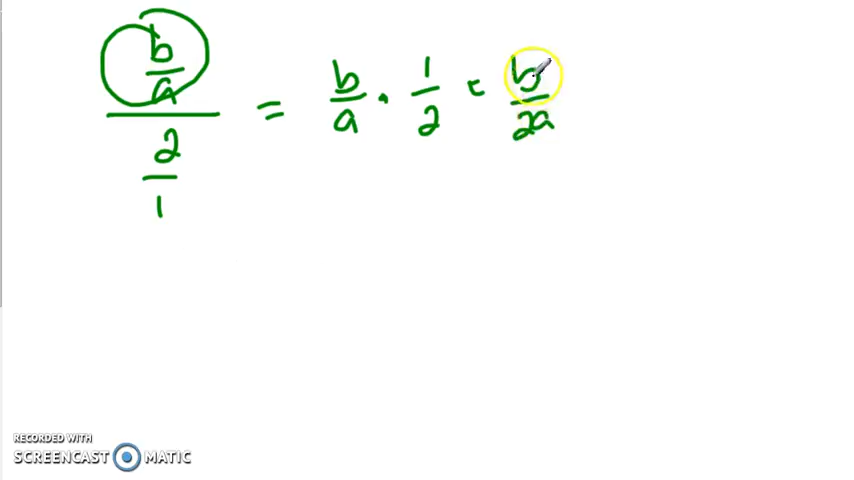 b/a / 2/1 = b/a · 1/2 = b/2a
RECORDED WITH
SCREENCAST MATIC